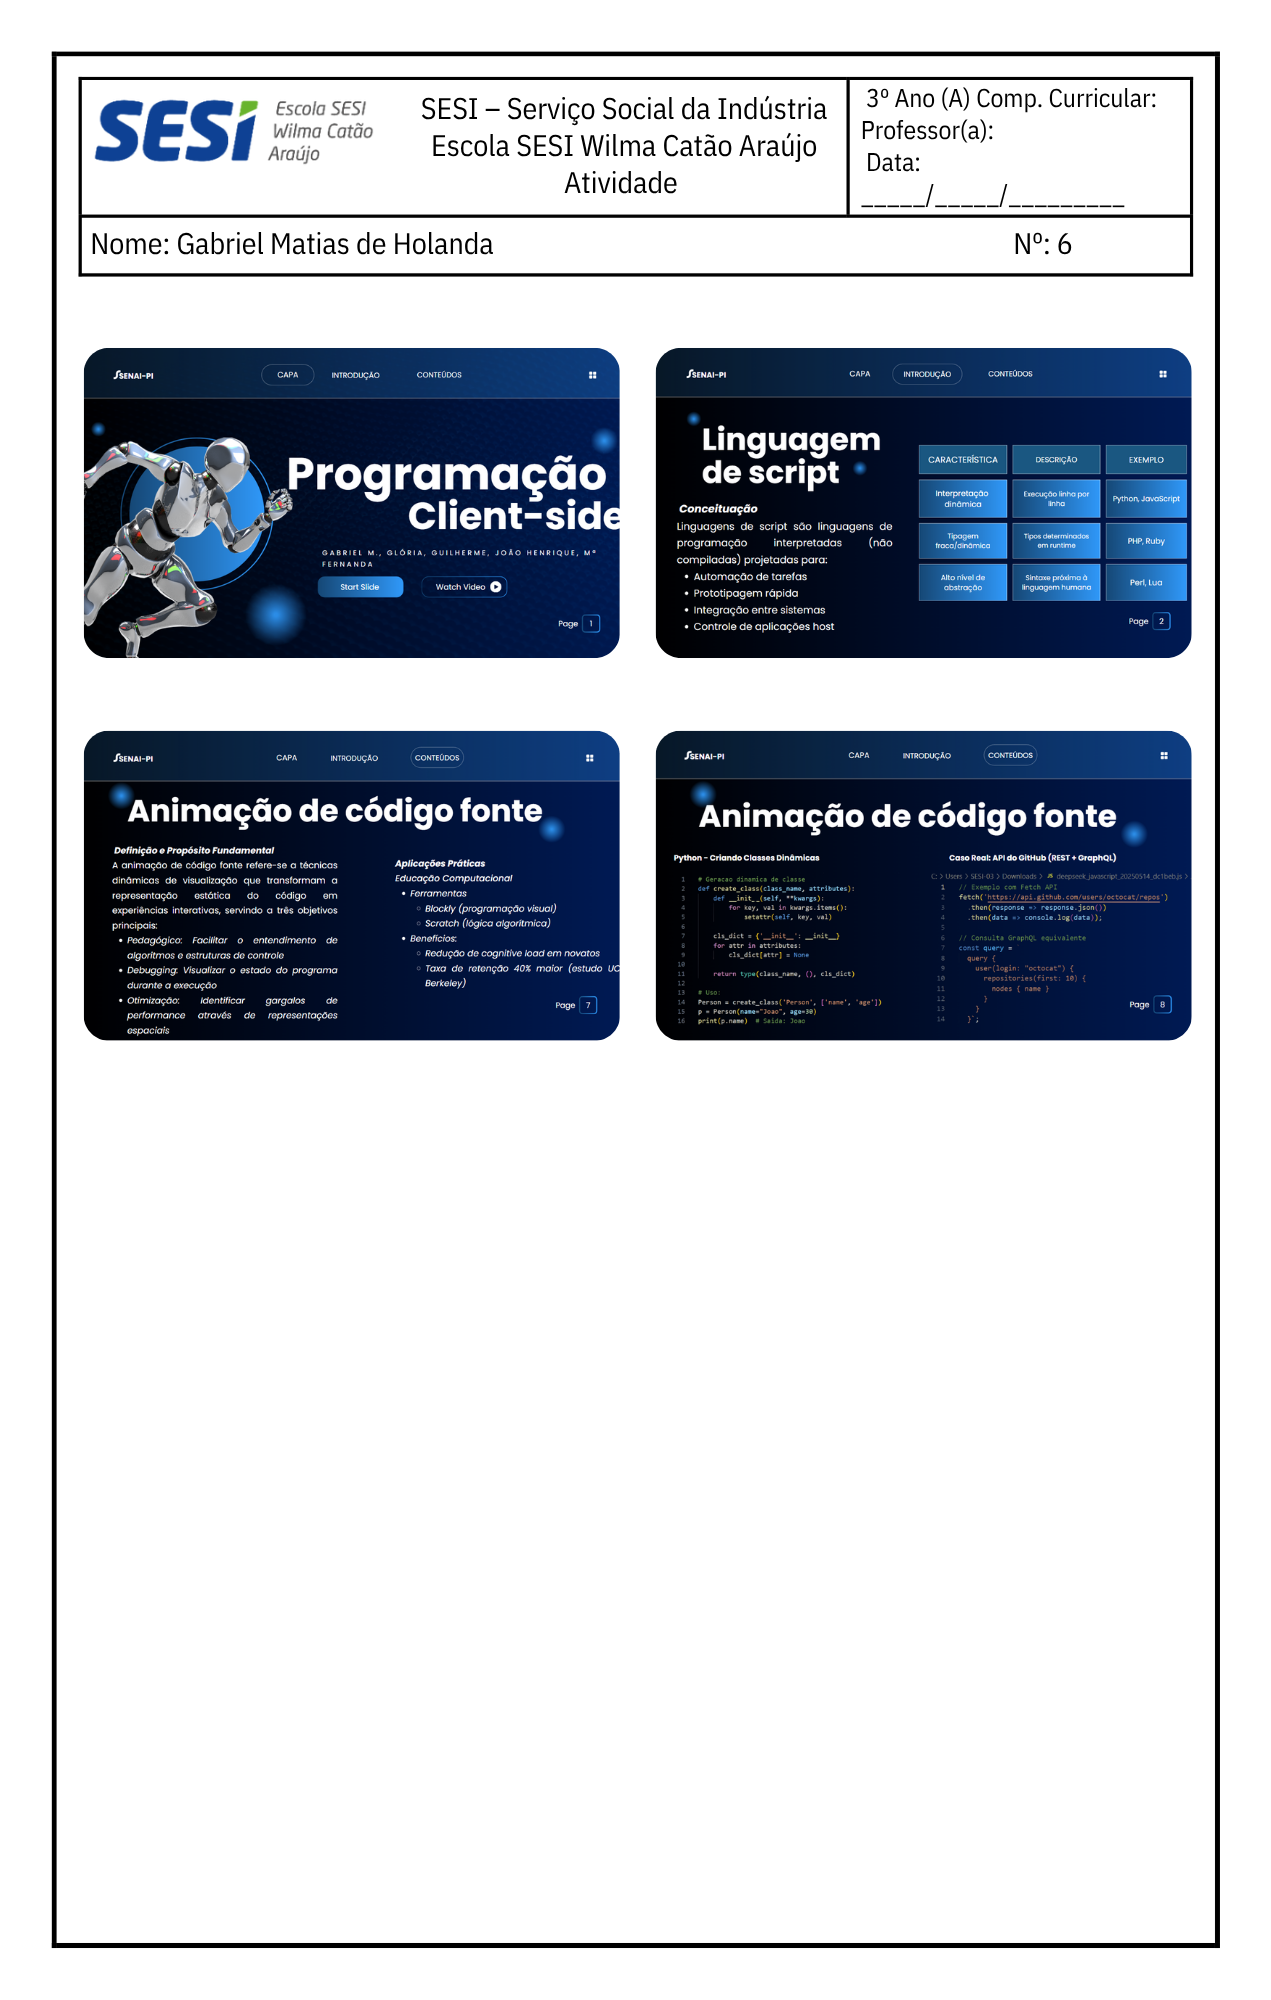 SESI
Escola SESI
Wilma Catão
Araújo
SESI – Serviço Social da Indústria
Escola SESI Wilma Catão Araújo
Atividade
3º Ano (A) Comp. Curricular:
Professor(a):
Data:
_____/_____/_________
Nome: Gabriel Matias de Holanda Nº: 6
SENAI-PI CAPA INTRODUÇÃO CONTEÚDOS
Programação
Client-side
GABRIEL M., GLÓRIA, GUILHERME, JOÃO HENRIQUE, Mª
FERNANDA
Start Slide Watch Video
Page 1
SENAI-PI CAPA INTRODUÇÃO CONTEÚDOS
Linguagem
de script
Conceituação
Linguagens de script são linguagens de
programação interpretadas (não
compiladas) projetadas para:
• Automação de tarefas
• Prototipagem rápida
• Integração entre sistemas
• Controle de aplicações host
CARACTERÍSTICA DESCRIÇÃO EXEMPLO
Interpretação
dinâmica
Execução linha por
linha
Python, JavaScript
Tipagem
fraca/dinâmica
Tipos determinados
em runtime
PHP, Ruby
Alto nível de
abstração
Sintaxe próxima à
linguagem humana
Perl, Lua
Page 2
SENAI-PI CAPA INTRODUÇÃO CONTEÚDOS
Animação de código fonte
Definição e Propósito Fundamental
A animação de código fonte refere-se a técnicas
dinâmicas de visualização que transformam a
representação estática do código em
experiências interativas, servindo a três objetivos
principais:
• Pedagógico: Facilitar o entendimento de
algoritmos e estruturas de controle
• Debugging: Visualizar o estado do programa
durante a execução
• Otimização: Identificar gargalos de
performance através de representações
espaciais
Aplicações Práticas
Educação Computacional
• Ferramentas
○ Blockly (programação visual)
○ Scratch (lógica algorítmica)
• Benefícios:
○ Redução de cognitive load em novatos
○ Taxa de retenção 40% maior (estudo UC
Berkeley)
Page 7
SENAI-PI CAPA INTRODUÇÃO CONTEÚDOS
Animação de código fonte
Python - Criando Classes Dinâmicas
1 # Geracao dinamica de classe
2 def create_class(class_name, attributes):
3 def __init__(self, **kwargs):
4 for key, val in kwargs.items():
5 setattr(self, key, val)
6
7 cls_dict = {'__init__': __init__}
8 for attr in attributes:
9 cls_dict[attr] = None
10
11 return type(class_name, (), cls_dict)
12
13 # Uso:
14 Person = create_class('Person', ['name', 'age'])
15 p = Person(name="Joao", age=30)
16 print(p.name) # Saida: Joao
Caso Real: API do GitHub (REST + GraphQL)
C: > Users > SESI-03 > Downloads > deepseek_javascript_20250514_dc1beb.js >
1 // Exemplo com Fetch API
2 fetch('https://api.github.com/users/octocat/repos')
3 .then(response => response.json())
4 .then(data => console.log(data));
5
6 // Consulta GraphQL equivalente
7 const query = `
8 query {
9 user(login: "octocat") {
10 repositories(first: 10) {
11 nodes { name }
12 }
13 }
14 }`;
Page 8